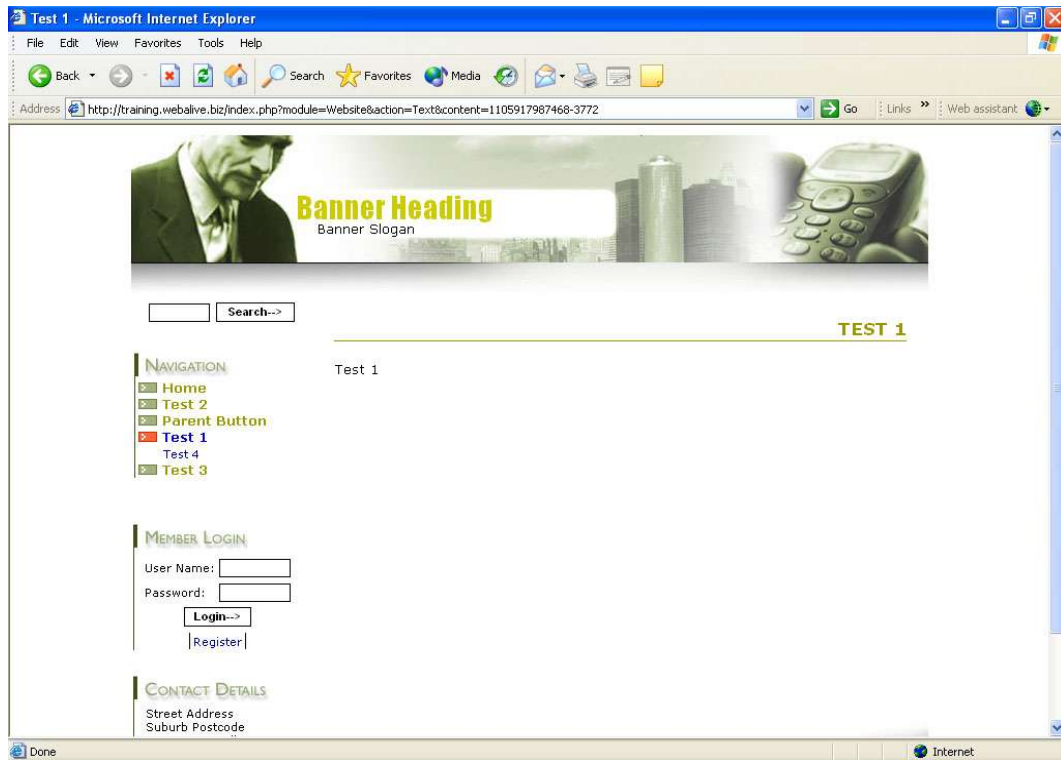 Test 1 - Microsoft Internet Explorer
File Edit View Favorites Tools Help
Back Search Favorites Media
Address http://training.webalive.biz/index.php?module=Website&action=Text&content=1105917987468-3772 Go Links » Web assistant
Banner Heading
Banner Slogan
Search-->
TEST 1
NAVIGATION
Test 1
Home
Test 2
Parent Button
Test 1
Test 4
Test 3
MEMBER LOGIN
User Name:
Password:
Login-->
Register
CONTACT DETAILS
Street Address
Suburb Postcode
Done Internet